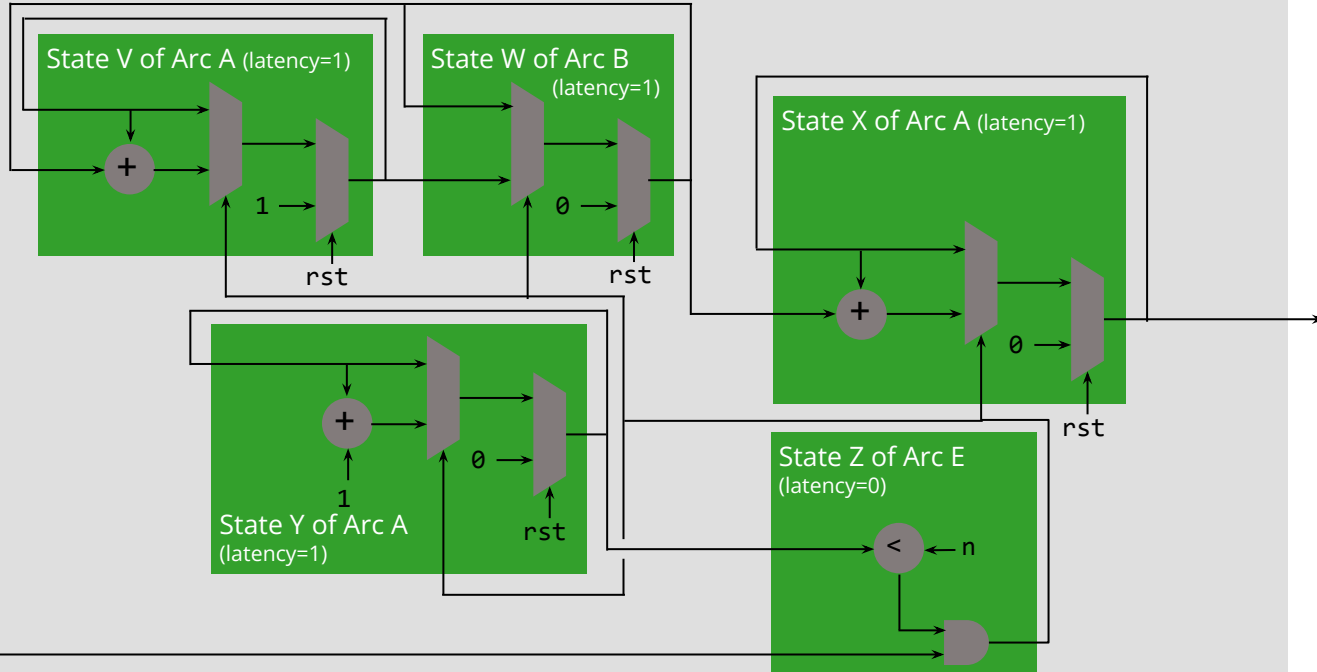 State V of Arc A (latency=1)
+
1
rst
State W of Arc B
(latency=1)
0
rst
State X of Arc A (latency=1)
+
0
rst
+
1
0
rst
State Y of Arc A
(latency=1)
State Z of Arc E
(latency=0)
<
n